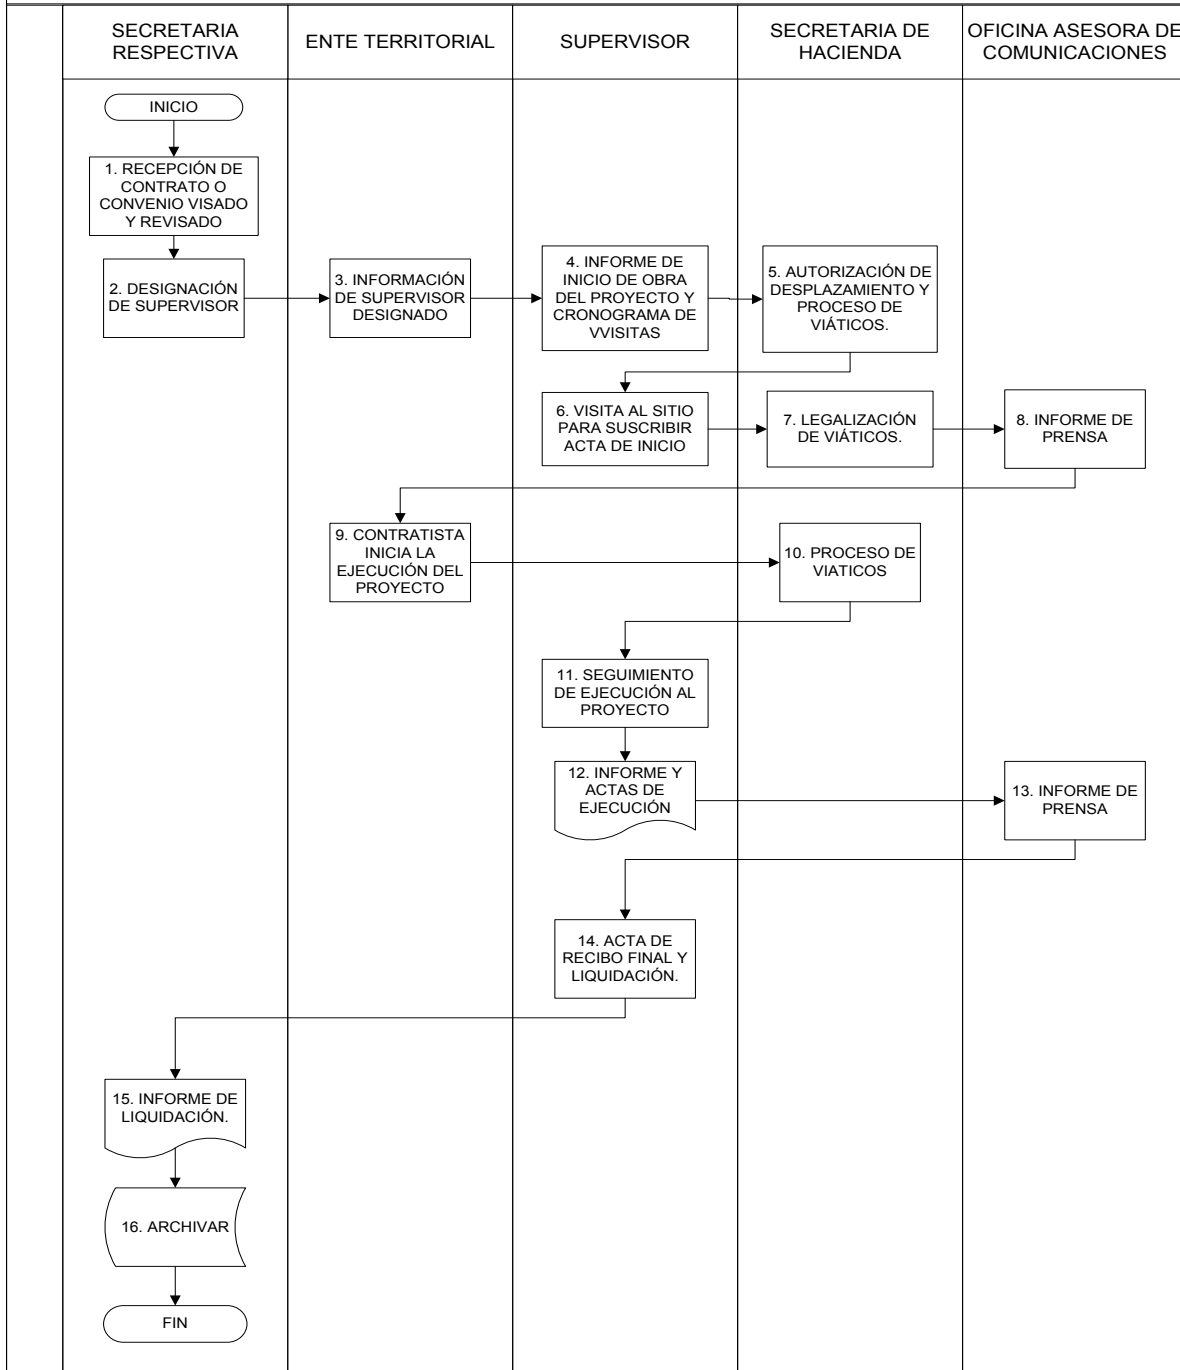 SECRETARIA
RESPECTIVA
ENTE TERRITORIAL
SUPERVISOR
SECRETARIA DE
HACIENDA
OFICINA ASESORA DE
COMUNICACIONES
INICIO
1. RECEPCIÓN DE
CONTRATO O
CONVENIO VISADO
Y REVISADO
2. DESIGNACIÓN
DE SUPERVISOR
3. INFORMACIÓN
DE SUPERVISOR
DESIGNADO
4. INFORME DE
INICIO DE OBRA
DEL PROYECTO Y
CRONOGRAMA DE
VVISITAS
5. AUTORIZACIÓN DE
DESPLAZAMIENTO Y
PROCESO DE
VIÁTICOS.
6. VISITA AL SITIO
PARA SUSCRIBIR
ACTA DE INICIO
7. LEGALIZACIÓN
DE VIÁTICOS.
8. INFORME DE
PRENSA
9. CONTRATISTA
INICIA LA
EJECUCIÓN DEL
PROYECTO
10. PROCESO DE
VIATICOS
11. SEGUIMIENTO
DE EJECUCIÓN AL
PROYECTO
12. INFORME Y
ACTAS DE
EJECUCIÓN
13. INFORME DE
PRENSA
14. ACTA DE
RECIBO FINAL Y
LIQUIDACIÓN.
15. INFORME DE
LIQUIDACIÓN.
16. ARCHIVAR
FIN